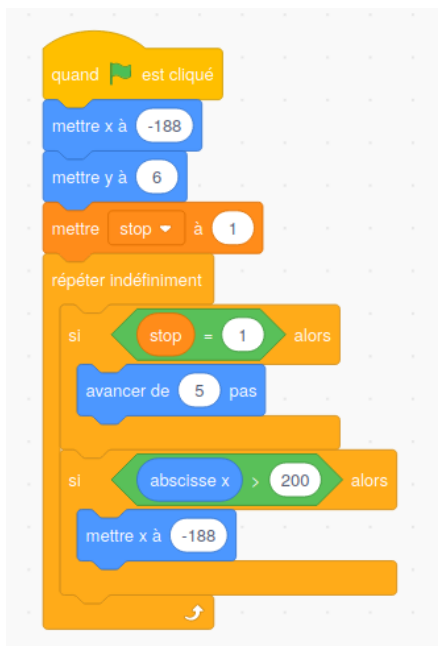 quand est cliqué
mettre x à -188
mettre y à 6
mettre stop à 1
répéter indéfiniment
si stop = 1 alors
avancer de 5 pas
si abscisse x > 200 alors
mettre x à -188